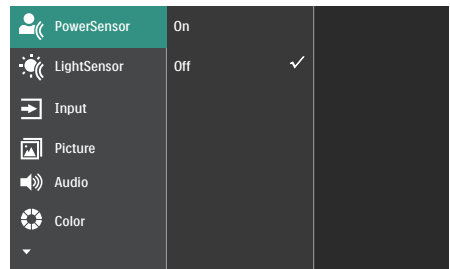 PowerSensor
On
LightSensor
Off
Input
Picture
Audio
Color